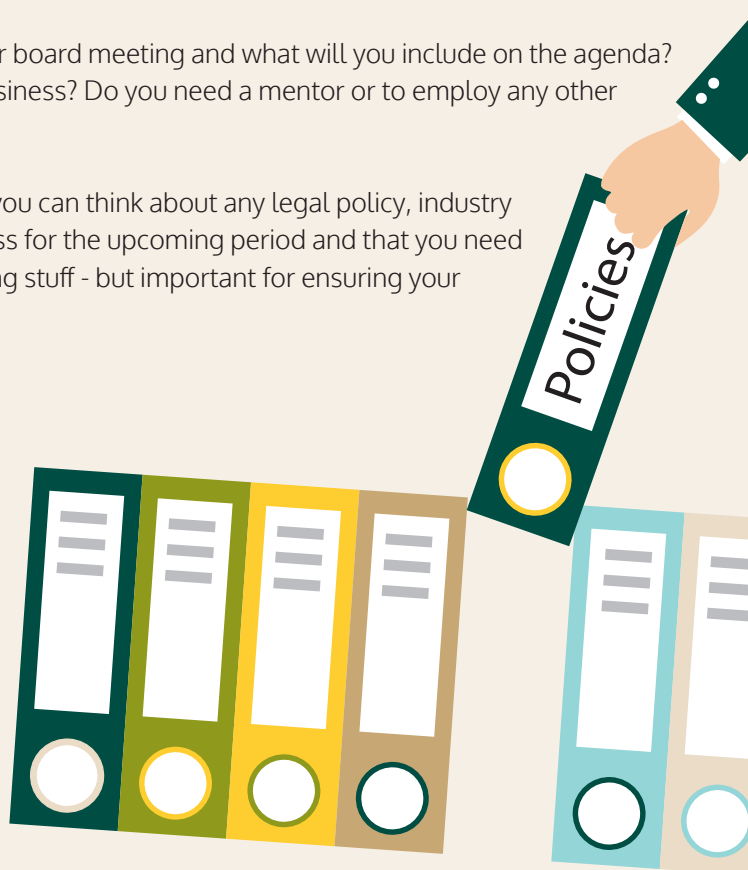 r board meeting and what will you include on the agenda?
siness? Do you need a mentor or to employ any other
you can think about any legal policy, industry
ss for the upcoming period and that you need
ng stuff - but important for ensuring your
Policies